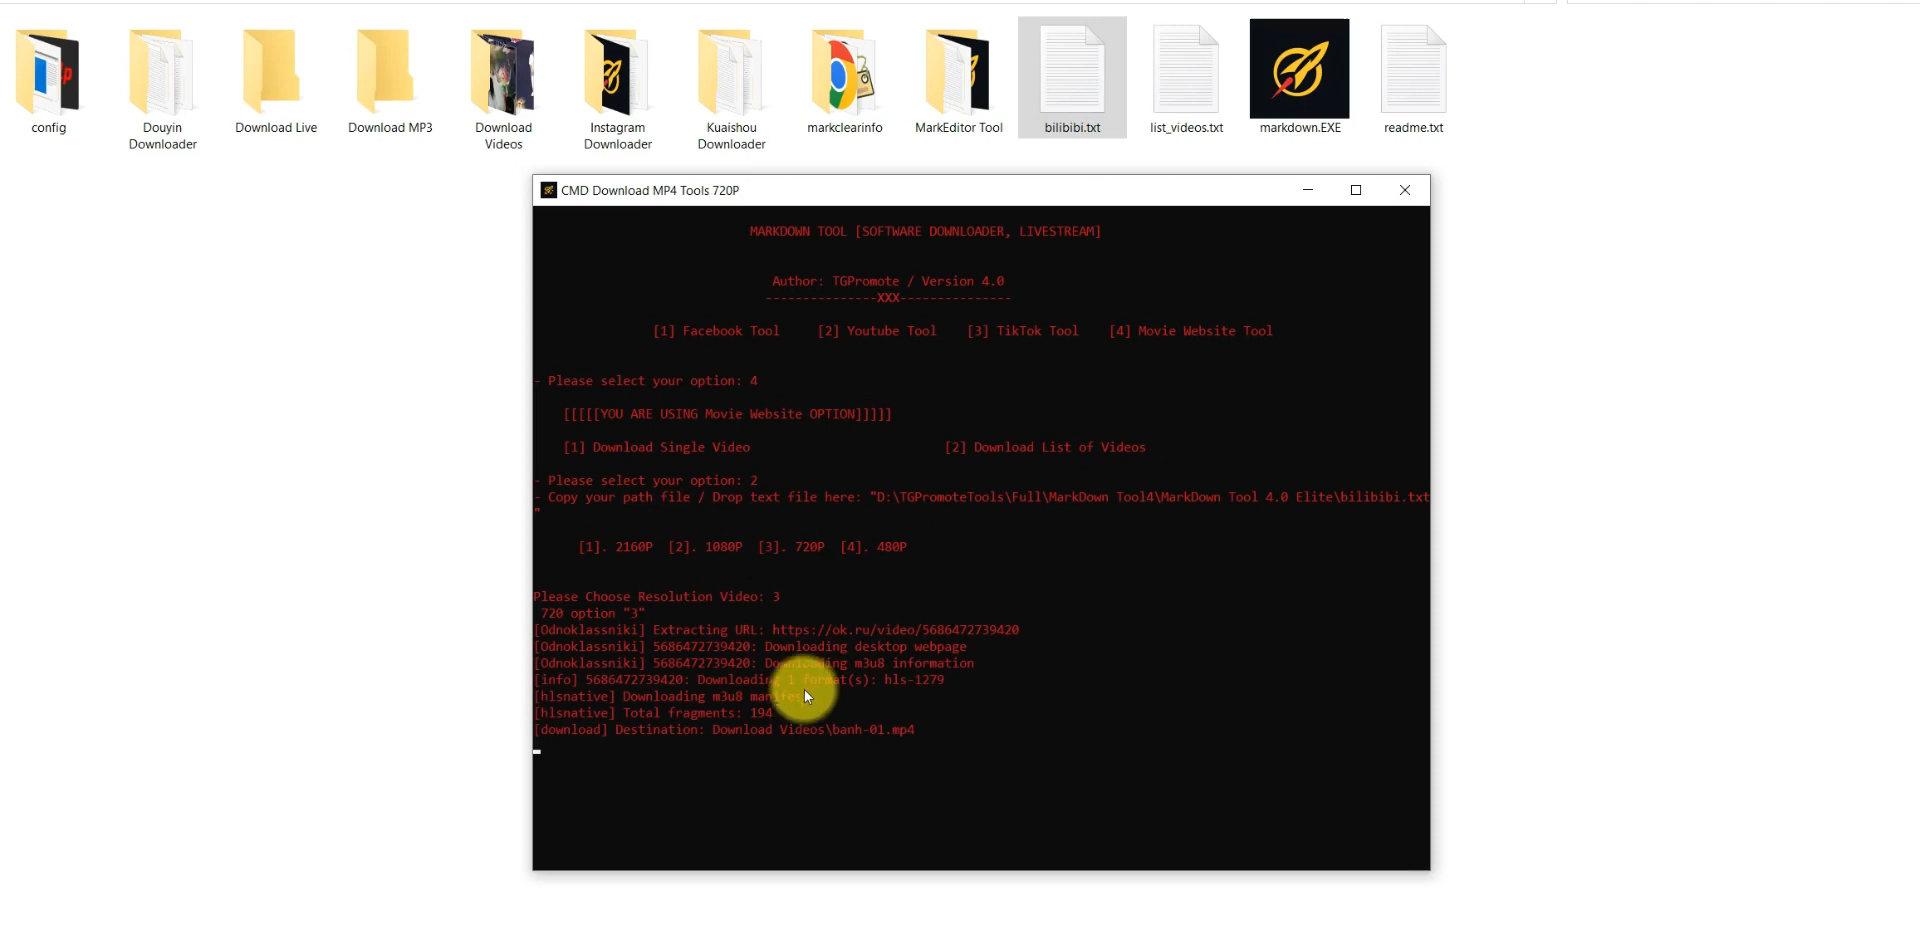 config
Douyin
Downloader
Download Live
Download MP3
Download
Videos
Instagram
Downloader
Kuaishou
Downloader
markclearinfo
MarkEditor Tool
bilibibi.txt
list_videos.txt
markdown.EXE
readme.txt
CMD Download MP4 Tools 720P
MARKDOWN TOOL [SOFTWARE DOWNLOADER, LIVESTREAM]
Author: TGPromote / Version 4.0
---------------XXX---------------
[1] Facebook Tool [2] Youtube Tool [3] TikTok Tool [4] Movie Website Tool
- Please select your option: 4
[[[[[YOU ARE USING Movie Website OPTION]]]]]
[1] Download Single Video [2] Download List of Videos
- Please select your option: 2
- Copy your path file / Drop text file here: "D:\TGPromoteTools\Full\MarkDown Tool4\MarkDown Tool 4.0 Elite\bilibibi.txt
"
[1]. 2160P [2]. 1080P [3]. 720P [4]. 480P
Please Choose Resolution Video: 3
720 option "3"
[Odnoklassniki] Extracting URL: https://ok.ru/video/5686472739420
[Odnoklassniki] 5686472739420: Downloading desktop webpage
[Odnoklassniki] 5686472739420: Downloading m3u8 information
[info] 5686472739420: Downloading 1 format(s): hls-1279
[hlsnative] Downloading m3u8 manifest
[hlsnative] Total fragments: 194
[download] Destination: Download Videos\banh-01.mp4